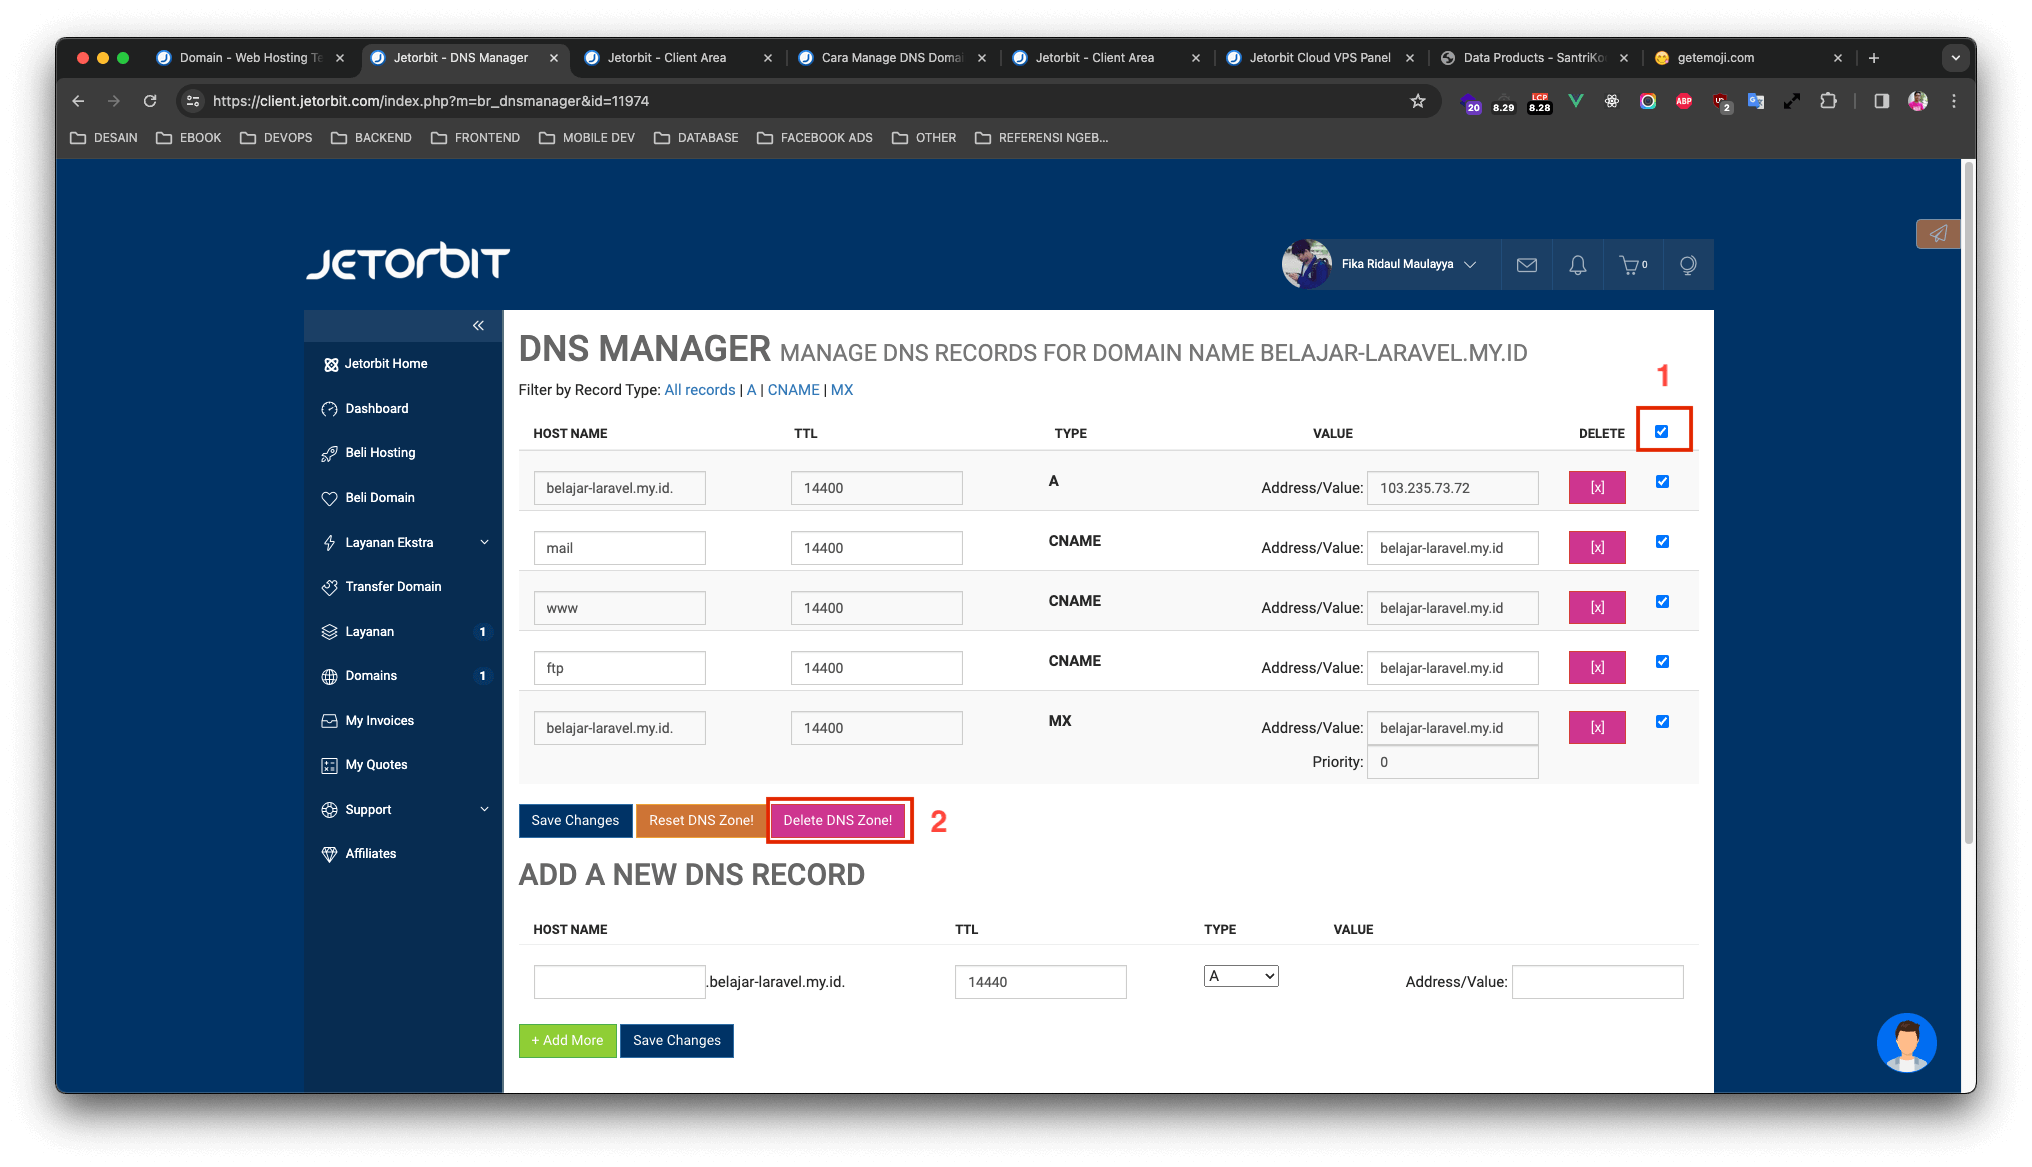 Domain - Web Hosting Te
Jetorbit - DNS Manager
Jetorbit - Client Area
Cara Manage DNS Domai
Jetorbit - Client Area
Jetorbit Cloud VPS Panel
Data Products - SantriKo
getemoji.com
https://client.jetorbit.com/index.php?m=br_dnsmanager&id=11974
20
8.29
LCP
8.28
ABP
2
DESAIN
EBOOK
DEVOPS
BACKEND
FRONTEND
MOBILE DEV
DATABASE
FACEBOOK ADS
OTHER
REFERENSI NGEB...
JETORBIT
Fika Ridaul Maulayya
0
Jetorbit Home
Dashboard
Beli Hosting
Beli Domain
Layanan Ekstra
Transfer Domain
Layanan 1
Domains 1
My Invoices
My Quotes
Support
Affiliates
DNS MANAGER MANAGE DNS RECORDS FOR DOMAIN NAME BELAJAR-LARAVEL.MY.ID
Filter by Record Type: All records | A | CNAME | MX
1
HOST NAME TTL TYPE VALUE DELETE
belajar-laravel.my.id. 14400 A Address/Value: 103.235.73.72 [x]
mail 14400 CNAME Address/Value: belajar-laravel.my.id [x]
www 14400 CNAME Address/Value: belajar-laravel.my.id [x]
ftp 14400 CNAME Address/Value: belajar-laravel.my.id [x]
belajar-laravel.my.id. 14400 MX Address/Value: belajar-laravel.my.id [x]
Priority: 0
Save Changes Reset DNS Zone! Delete DNS Zone! 2
ADD A NEW DNS RECORD
HOST NAME TTL TYPE VALUE
.belajar-laravel.my.id. 14440 A Address/Value:
+ Add More Save Changes